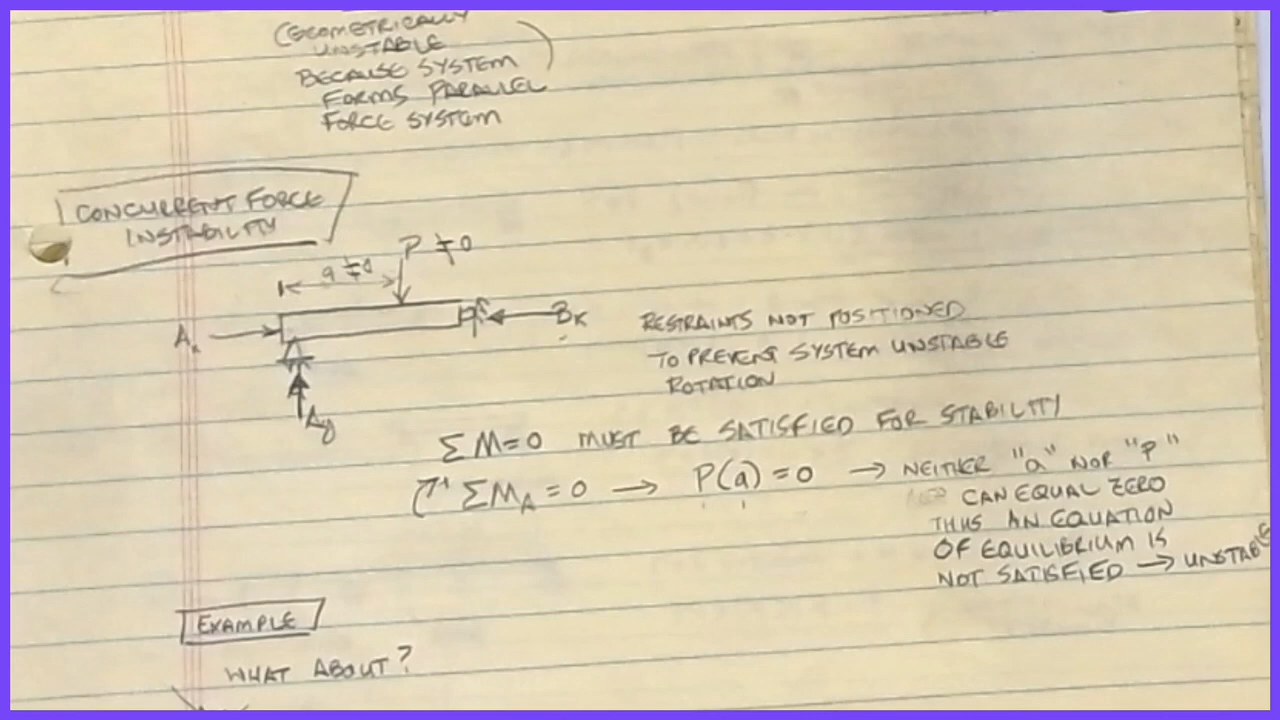 (GEOMETRICALLY
UNSTABLE
BECAUSE SYSTEM )
FORMS PARALLEL
FORCE SYSTEM
CONCURRENT FORCE
INSTABILITY
P ≠ 0
a ≠ 0
Ax
Bx
Ay
RESTRAINTS NOT POSITIONED
TO PREVENT SYSTEM UNSTABLE
ROTATION
ΣM=0 MUST BE SATISFIED FOR STABILITY
ΣM_A = 0 → P(a) = 0 → NEITHER "a" NOR "P"
CAN EQUAL ZERO
THUS AN EQUATION
OF EQUILIBRIUM IS
NOT SATISFIED → UNSTABLE
EXAMPLE
WHAT ABOUT?